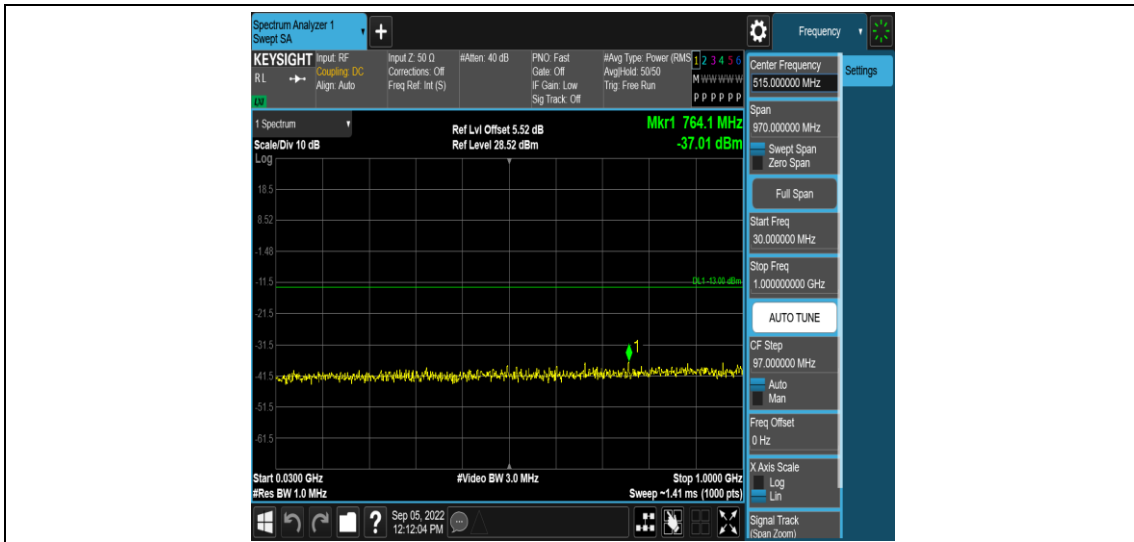 Spectrum Analyzer 1
Swept SA
+
Frequency
KEYSIGHT
RL
Input: RF
Coupling: DC
Align: Auto
Input Z: 50 Ω
Corrections: Off
Freq Ref: Int (S)
#Atten: 40 dB
PNO: Fast
Gate: Off
IF Gain: Low
Sig Track: Off
#Avg Type: Power (RMS
Avg|Hold: 50/50
Trig: Free Run
1 2 3 4 5 6
M W W W W W
P P P P P P
Center Frequency
515.000000 MHz
Settings
LXI
1 Spectrum
Scale/Div 10 dB
Ref Lvl Offset 5.52 dB
Ref Level 28.52 dBm
Mkr1 764.1 MHz
-37.01 dBm
Log
18.5
8.52
-1.48
-11.5
-21.5
-31.5
-41.5
-51.5
-61.5
DL1 -13.00 dBm
1
Start 0.0300 GHz
#Res BW 1.0 MHz
#Video BW 3.0 MHz
Stop 1.0000 GHz
Sweep ~1.41 ms (1000 pts)
Span
970.000000 MHz
Swept Span
Zero Span
Full Span
Start Freq
30.000000 MHz
Stop Freq
1.000000000 GHz
AUTO TUNE
CF Step
97.000000 MHz
Auto
Man
Freq Offset
0 Hz
X Axis Scale
Log
Lin
Signal Track
(Span Zoom)
?
Sep 05, 2022
12:12:04 PM